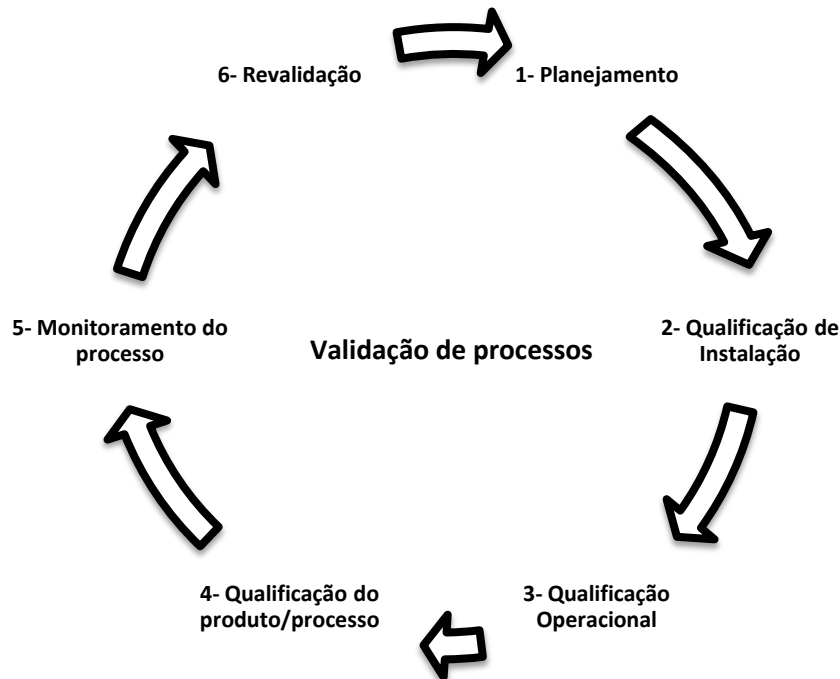 6- Revalidação
1- Planejamento
5- Monitoramento do
processo
Validação de processos
2- Qualificação de
Instalação
4- Qualificação do
produto/processo
3- Qualificação
Operacional